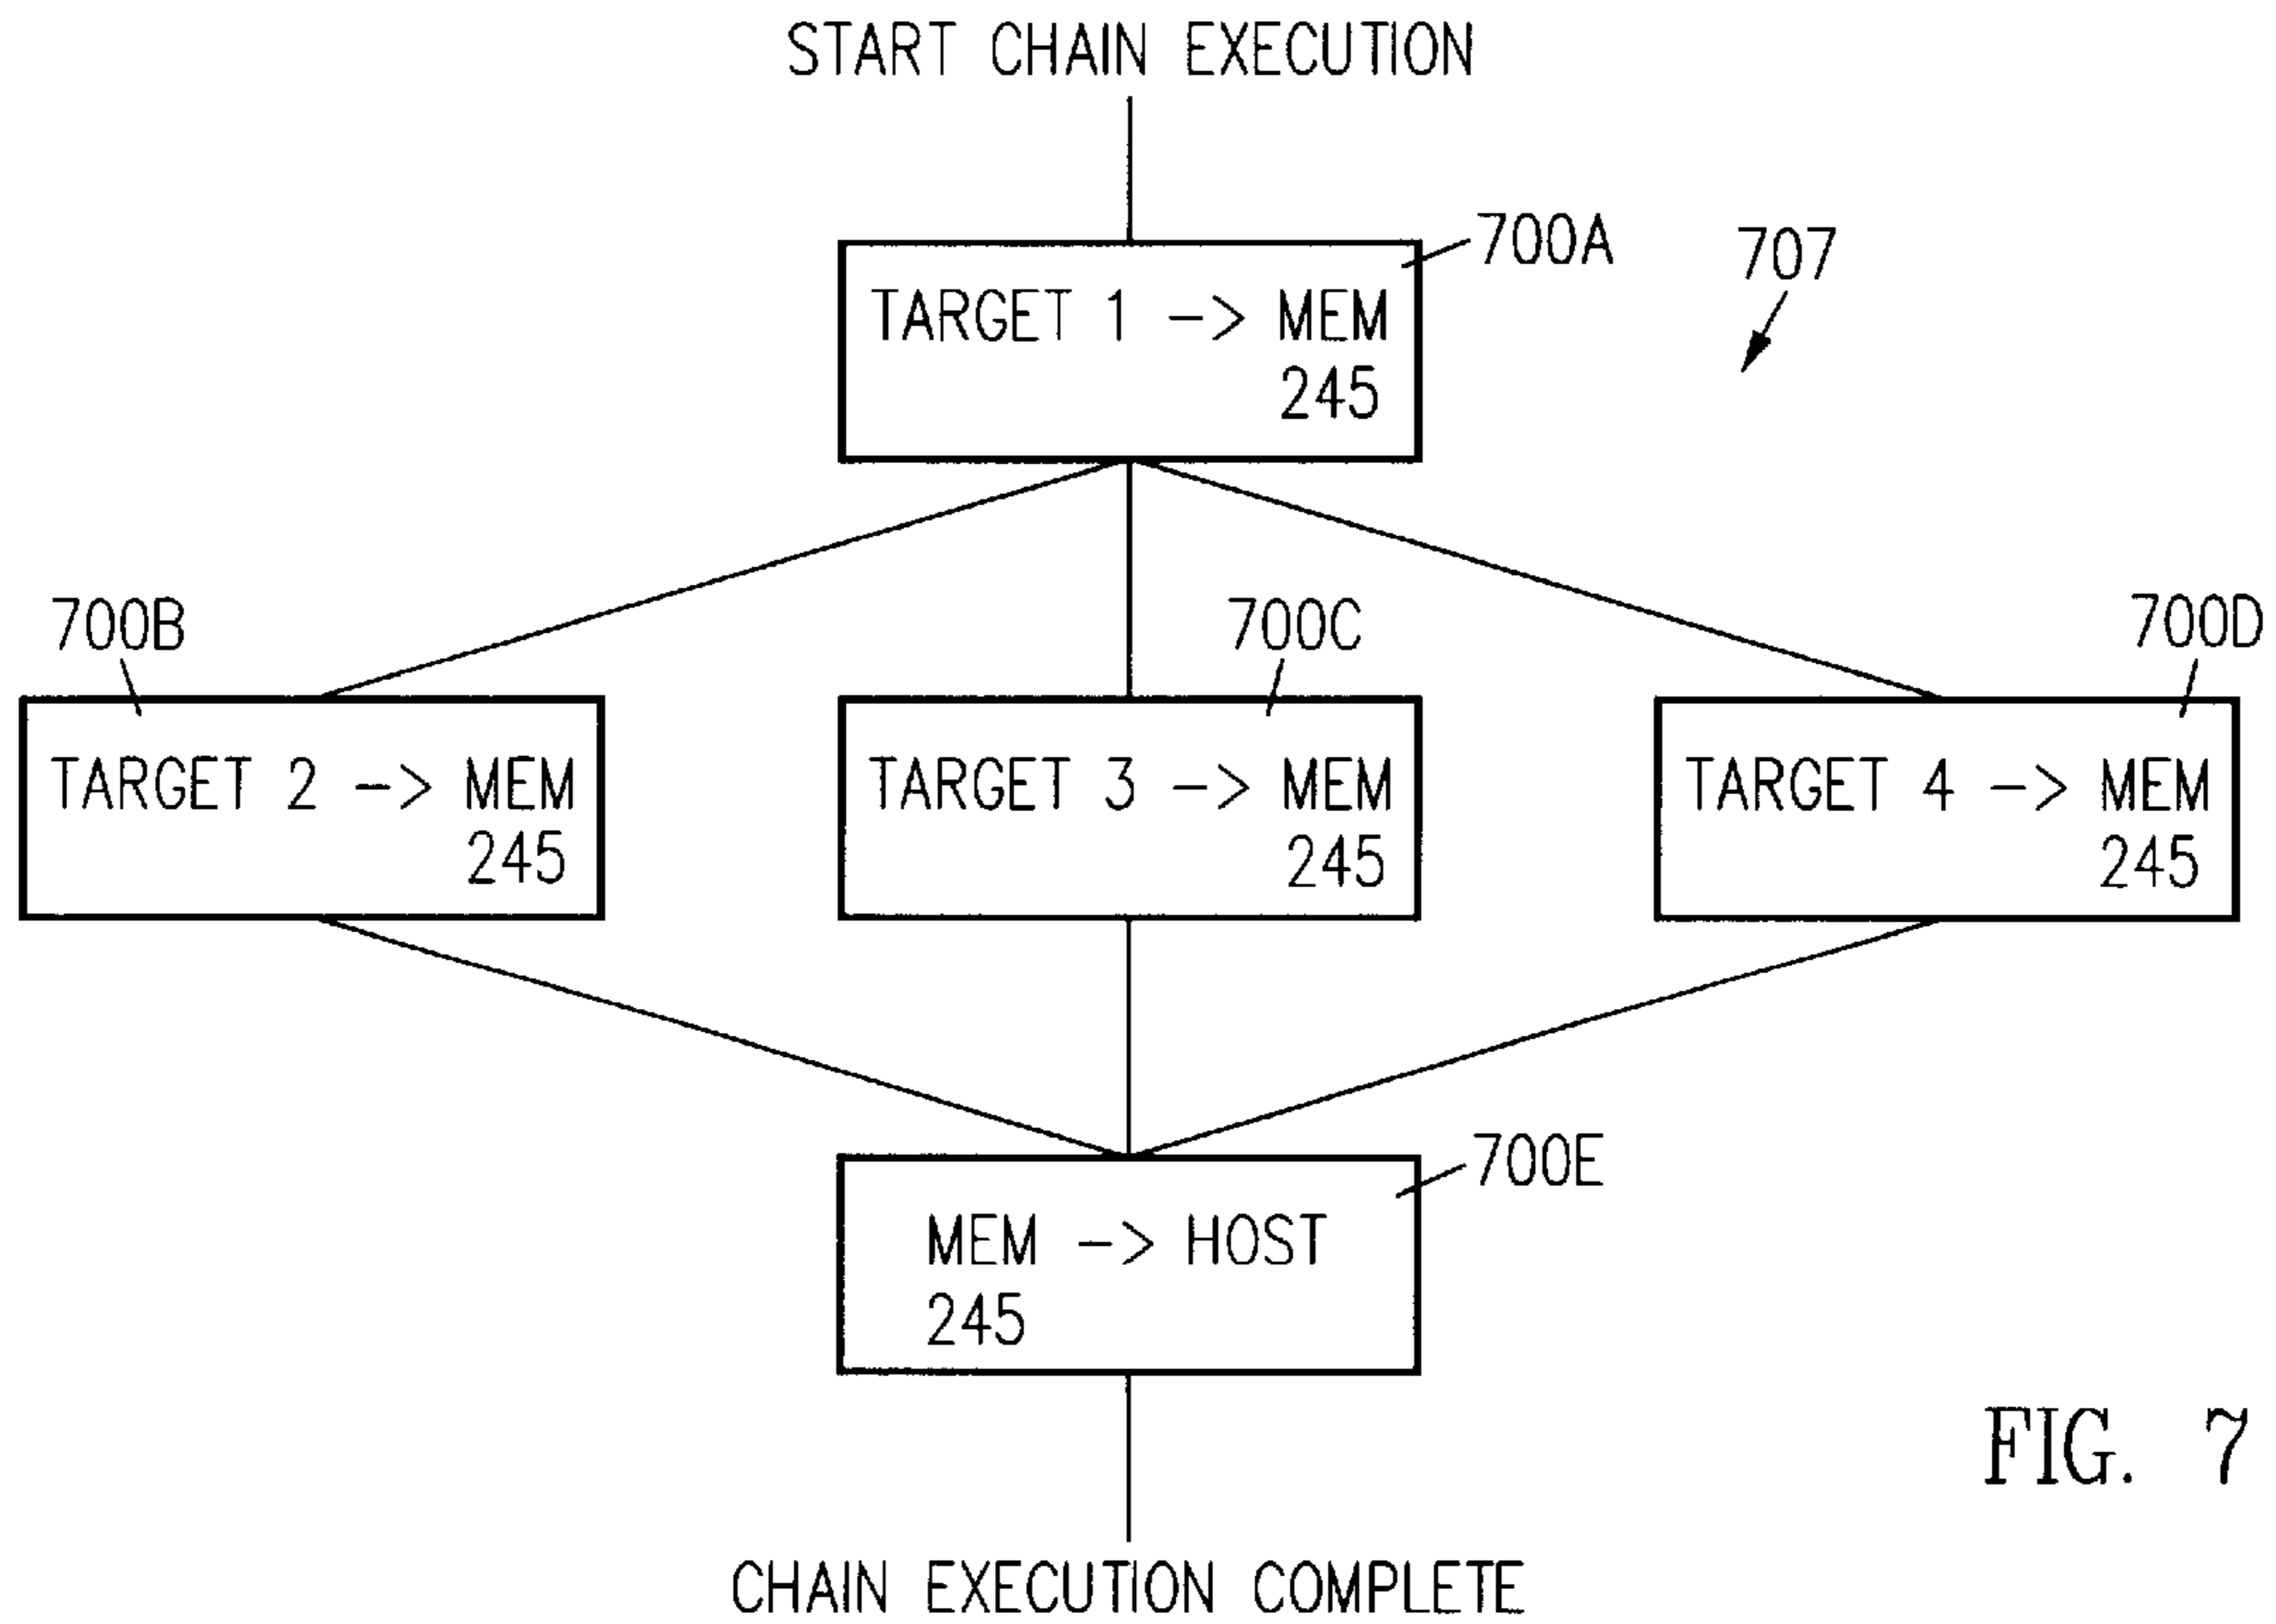 START CHAIN EXECUTION
700A
707
TARGET 1 -> MEM
245
700B
700C
700D
TARGET 2 -> MEM
245
TARGET 3 -> MEM
245
TARGET 4 -> MEM
245
700E
MEM -> HOST
245
FIG. 7
CHAIN EXECUTION COMPLETE